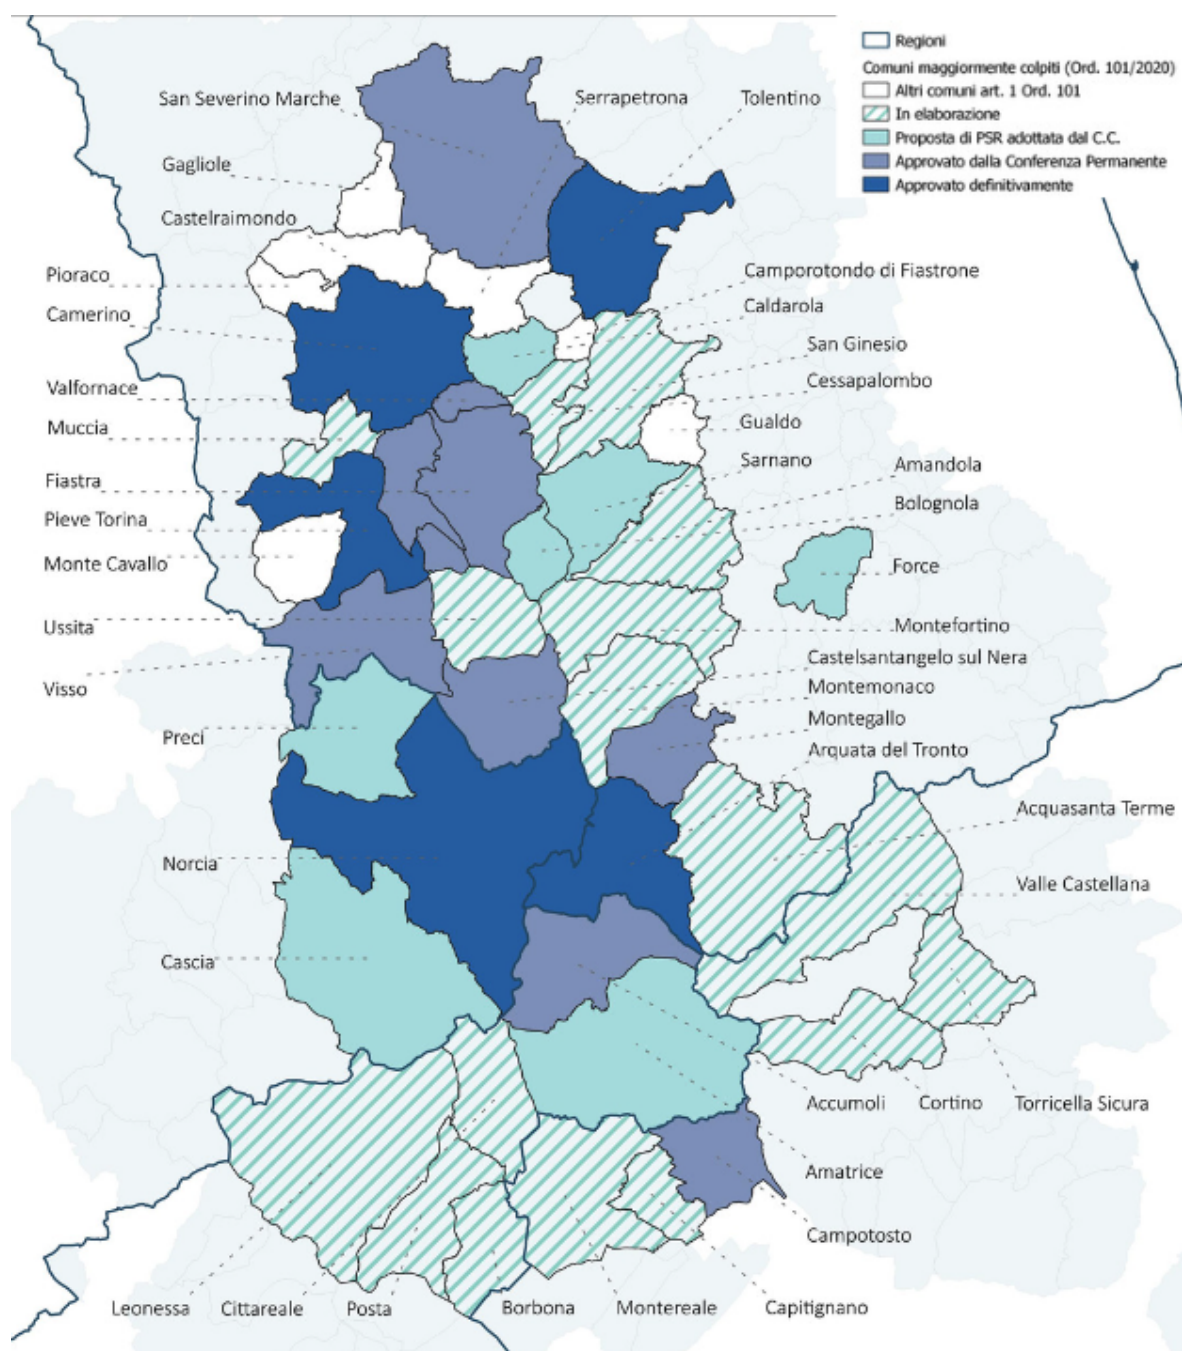 Regioni
Comuni maggiormente colpiti (Ord. 101/2020)
Altri comuni art. 1 Ord. 101
In elaborazione
Proposta di PSR adottata dal C.C.
Approvato dalla Conferenza Permanente
Approvato definitivamente
San Severino Marche
Serrapetrona
Tolentino
Gagliole
Castelraimondo
Pioraco
Camerino
Camporotondo di Fiastrone
Caldarola
San Ginesio
Cessapalombo
Valfornace
Muccia
Gualdo
Sarnano
Amandola
Bolognola
Fiastra
Pieve Torina
Monte Cavallo
Force
Ussita
Montefortino
Castelsantangelo sul Nera
Visso
Montemonaco
Montegallo
Preci
Arquata del Tronto
Acquasanta Terme
Norcia
Valle Castellana
Cascia
Accumoli
Cortino
Torricella Sicura
Amatrice
Campotosto
Leonessa
Cittareale
Posta
Borbona
Montereale
Capitignano